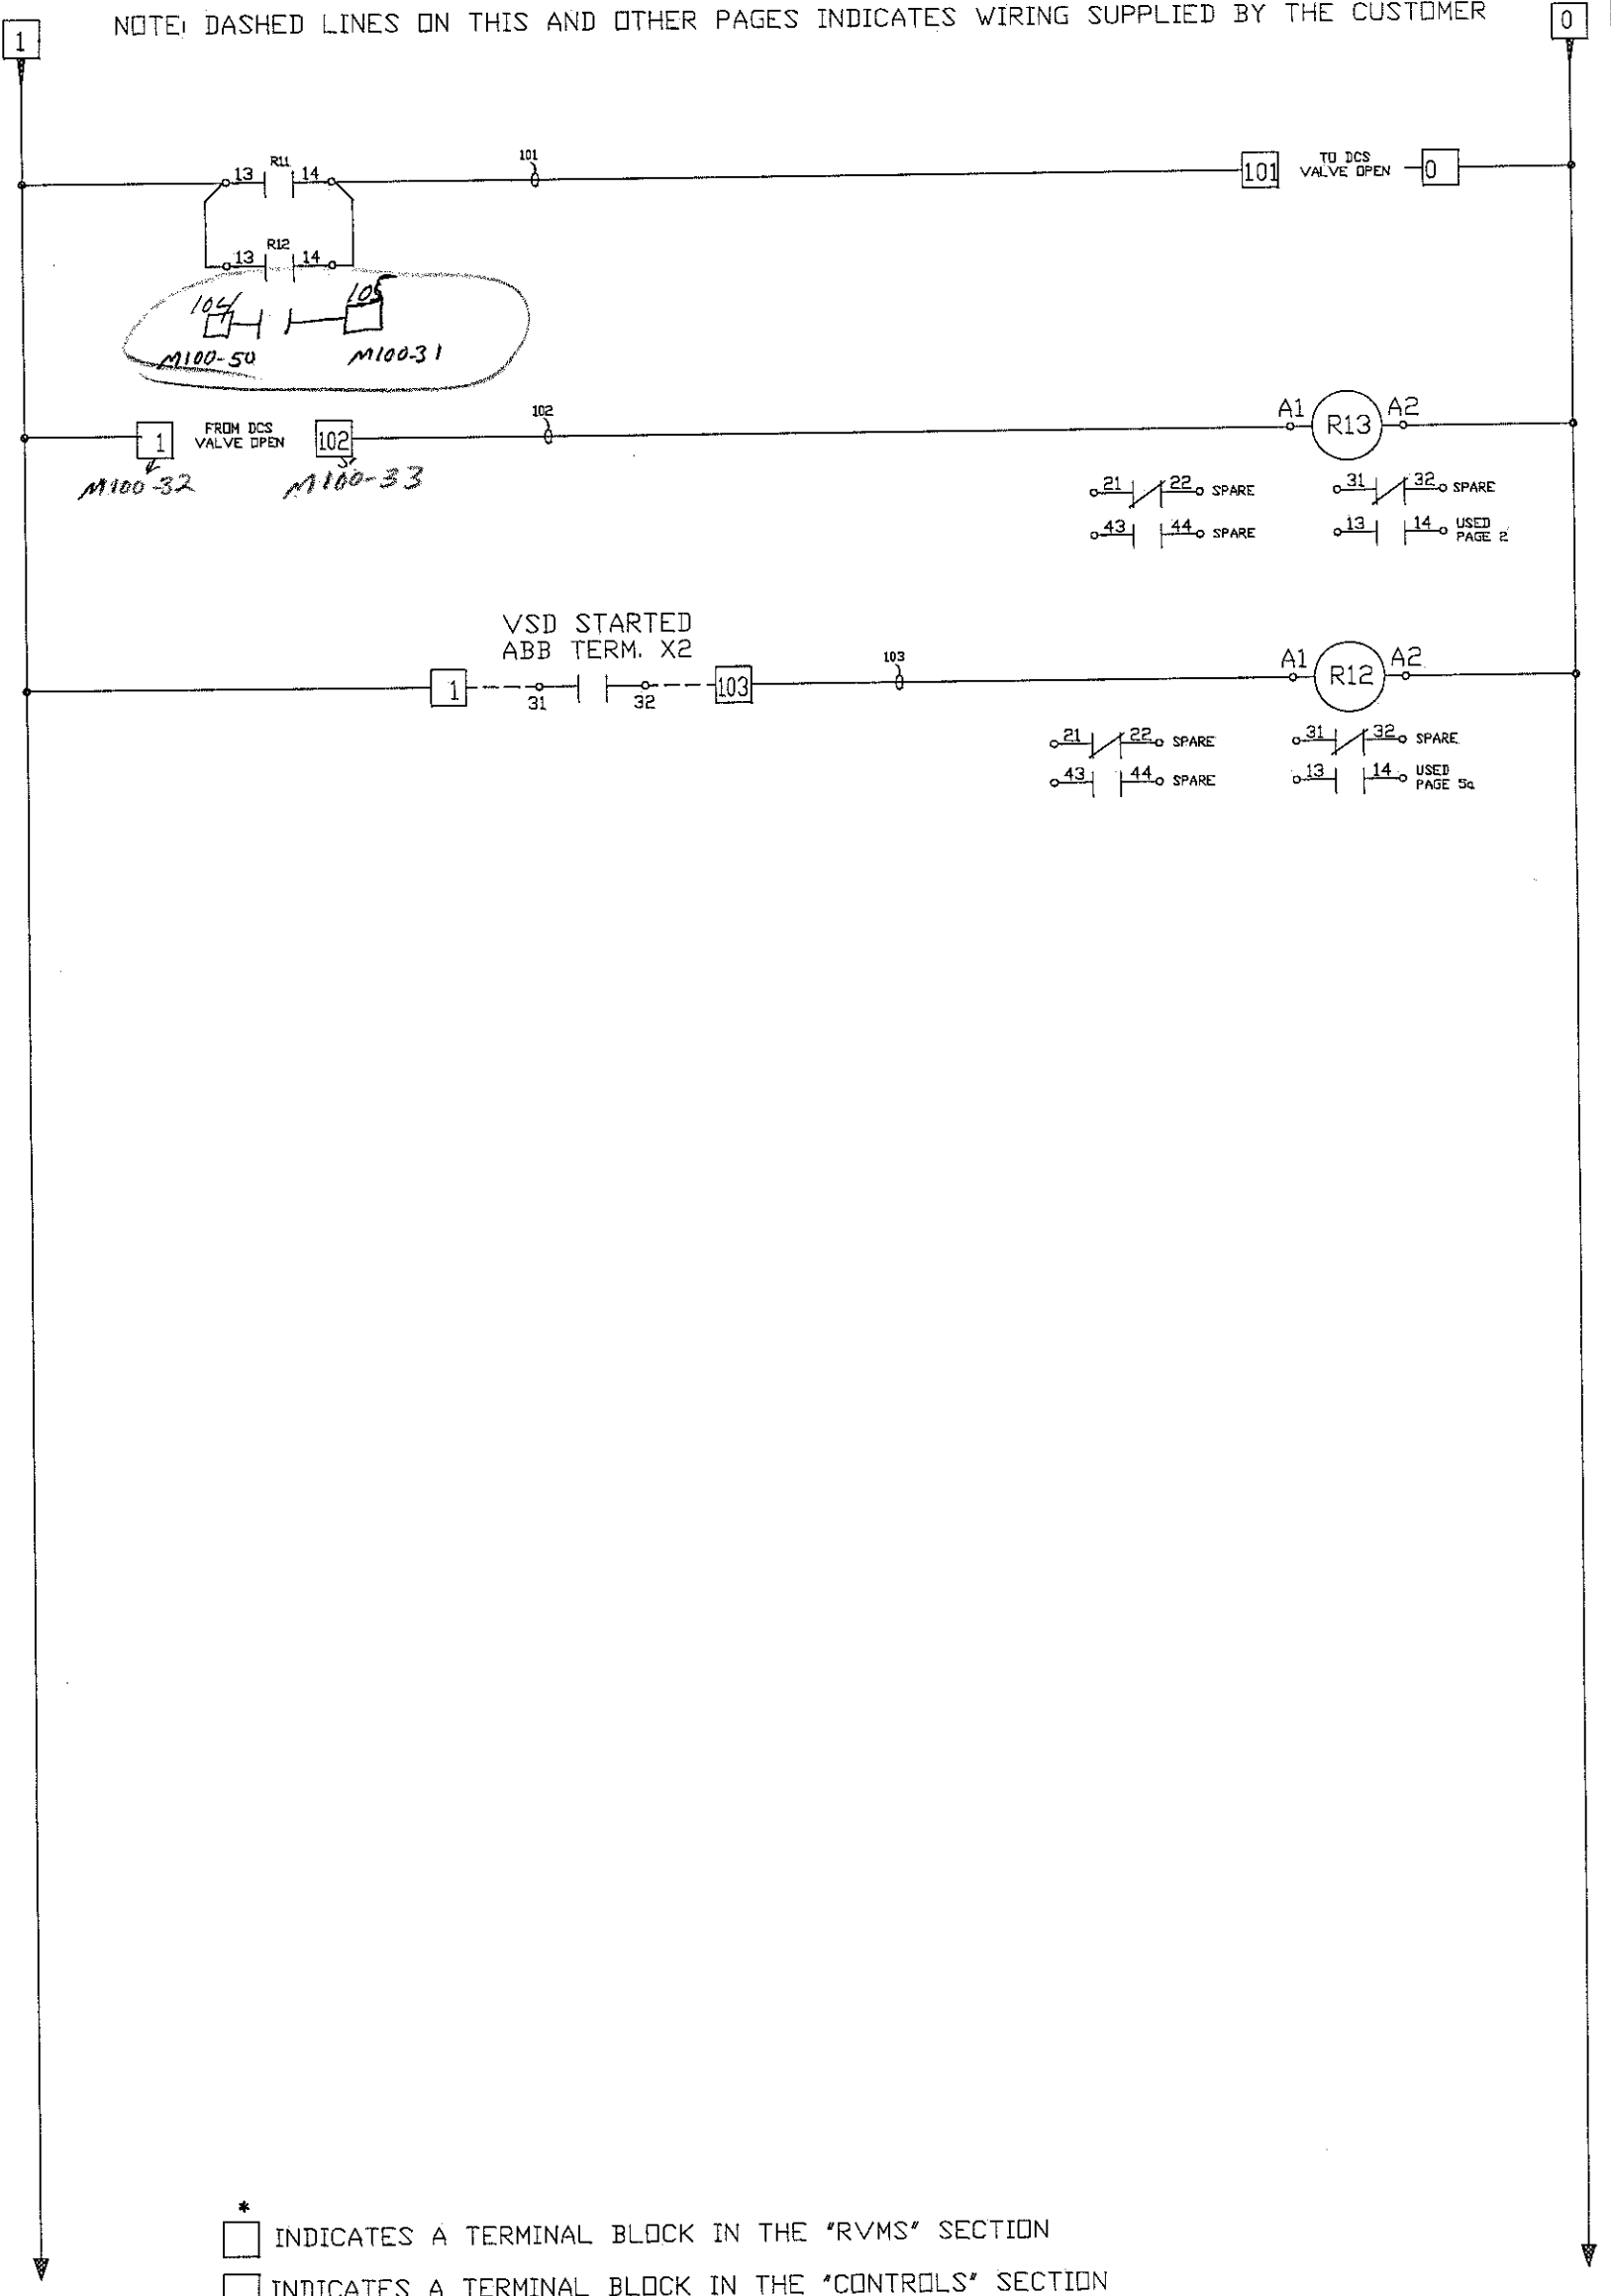 NOTE: DASHED LINES ON THIS AND OTHER PAGES INDICATES WIRING SUPPLIED BY THE CUSTOMER
1
0
13 R11 14
101
101
TO DCS
VALVE OPEN
0
13 R12 14
104
105
M100-50
M100-31
1
FROM DCS
VALVE OPEN
102
102
A1 R13 A2
M100-32
M100-33
21 22 SPARE
31 32 SPARE
43 44 SPARE
13 14 USED
PAGE 2
VSD STARTED
ABB TERM. X2
1
31
32
103
103
A1 R12 A2
21 22 SPARE
31 32 SPARE
43 44 SPARE
13 14 USED
PAGE 5a
*
INDICATES A TERMINAL BLOCK IN THE "RVMS" SECTION
INDICATES A TERMINAL BLOCK IN THE "CONTROLS" SECTION